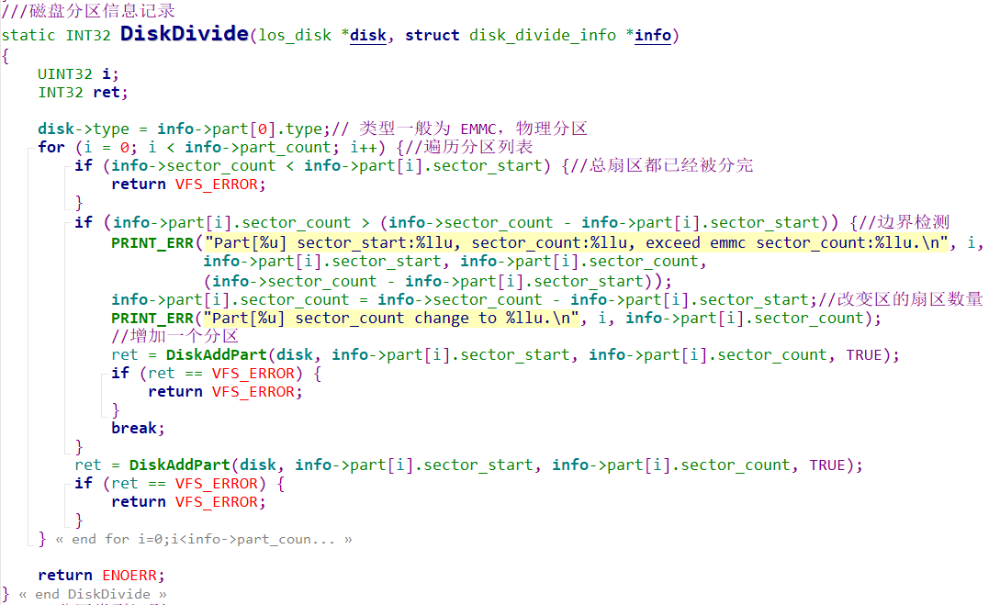 ///磁盘分区信息记录
static INT32 DiskDivide(los_disk *disk, struct disk_divide_info *info)
{
    UINT32 i;
    INT32 ret;

    disk->type = info->part[0].type;// 类型一般为 EMMC，物理分区
    for (i = 0; i < info->part_count; i++) {//遍历分区列表
        if (info->sector_count < info->part[i].sector_start) {//总扇区都已经被分完
            return VFS_ERROR;
        }
        if (info->part[i].sector_count > (info->sector_count - info->part[i].sector_start)) {//边界检测
            PRINT_ERR("Part[%u] sector_start:%llu, sector_count:%llu, exceed emmc sector_count:%llu.\n", i,
                      info->part[i].sector_start, info->part[i].sector_count,
                      (info->sector_count - info->part[i].sector_start));
            info->part[i].sector_count = info->sector_count - info->part[i].sector_start;//改变区的扇区数量
            PRINT_ERR("Part[%u] sector_count change to %llu.\n", i, info->part[i].sector_count);
            //增加一个分区
            ret = DiskAddPart(disk, info->part[i].sector_start, info->part[i].sector_count, TRUE);
            if (ret == VFS_ERROR) {
                return VFS_ERROR;
            }
            break;
        }
        ret = DiskAddPart(disk, info->part[i].sector_start, info->part[i].sector_count, TRUE);
        if (ret == VFS_ERROR) {
            return VFS_ERROR;
        }
    } « end for i=0;i<info->part_coun... »

    return ENOERR;
} « end DiskDivide »